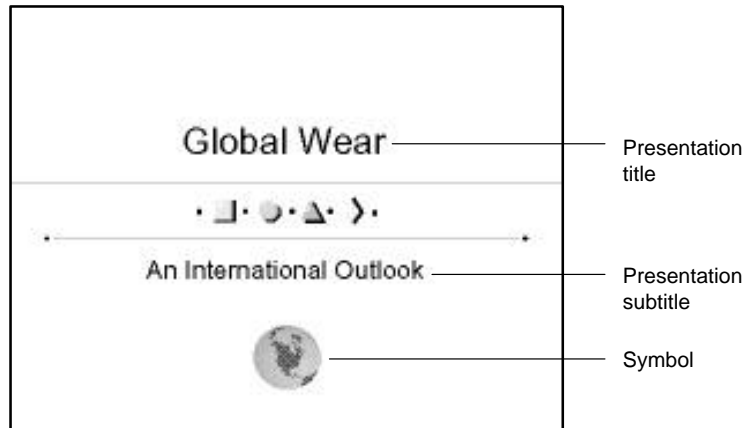 Global Wear
Presentation
title
An International Outlook
Presentation
subtitle
Symbol